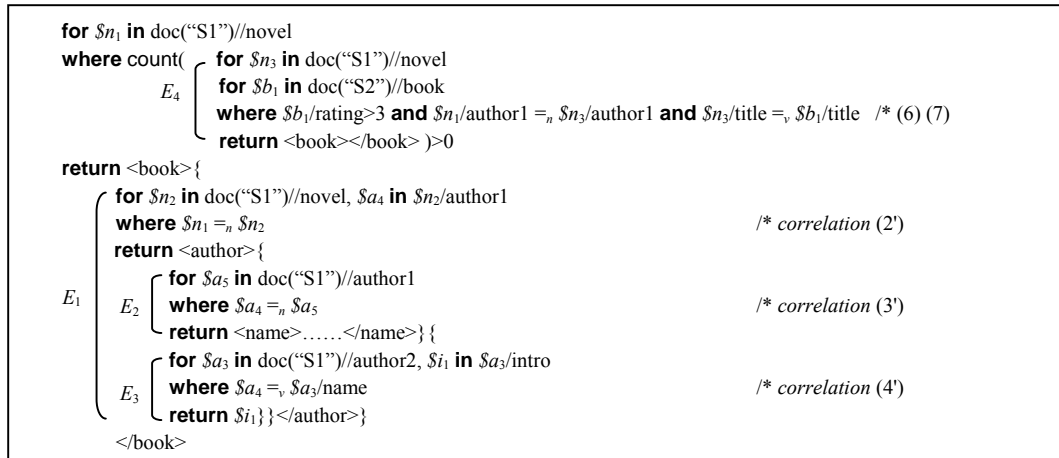 for $n1 in doc(“S1”)//novel
where count( for $n3 in doc(“S1”)//novel
E4 for $b1 in doc(“S2”)//book
where $b1/rating>3 and $n1/author1 =n $n3/author1 and $n3/title =v $b1/title /* (6) (7)
return <book></book> )>0
return <book>{
for $n2 in doc(“S1”)//novel, $a4 in $n2/author1
where $n1 =n $n2 /* correlation (2')
return <author>{
for $a5 in doc(“S1”)//author1
E1 E2 where $a4 =n $a5 /* correlation (3')
return <name>……</name>}{
for $a3 in doc(“S1”)//author2, $i1 in $a3/intro
E3 where $a4 =v $a3/name /* correlation (4')
return $i1}}</author>}
</book>